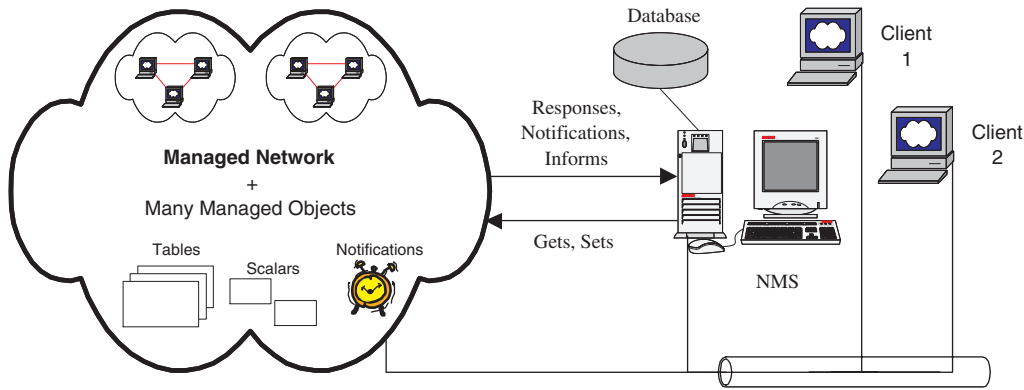 Database
Client
1
Responses,
Notifications,
Informs
Client
2
Managed Network
+
Many Managed Objects
Gets, Sets
Tables
Scalars
Notifications
NMS